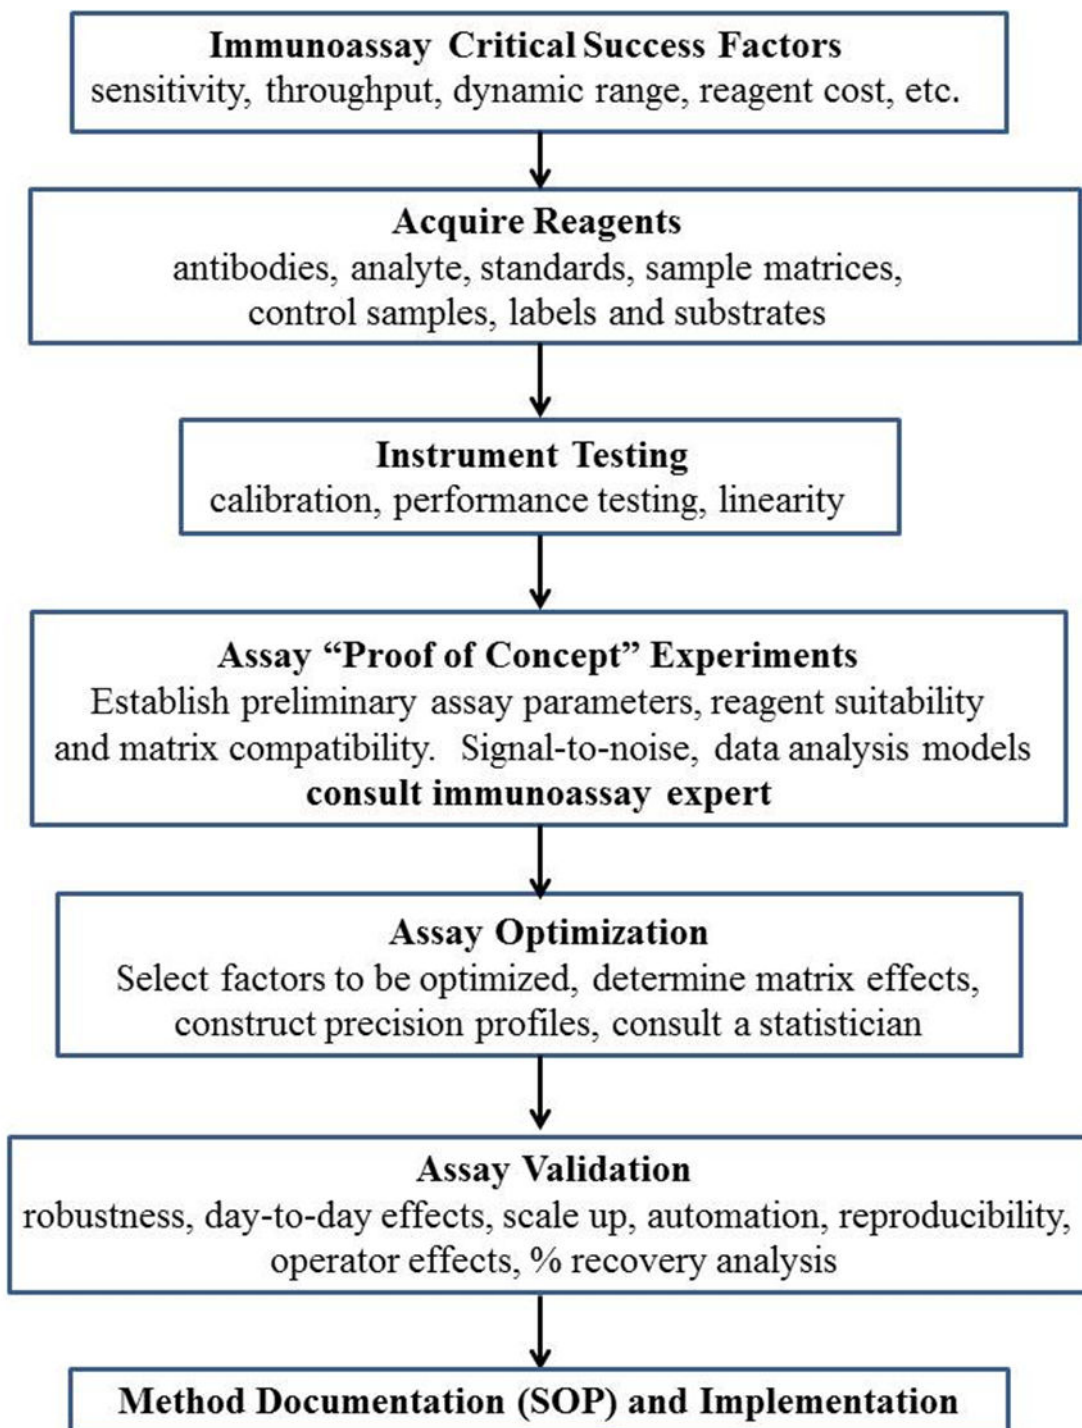 Immunoassay Critical Success Factors
sensitivity, throughput, dynamic range, reagent cost, etc.
Acquire Reagents
antibodies, analyte, standards, sample matrices,
control samples, labels and substrates
Instrument Testing
calibration, performance testing, linearity
Assay “Proof of Concept” Experiments
Establish preliminary assay parameters, reagent suitability
and matrix compatibility. Signal-to-noise, data analysis models
consult immunoassay expert
Assay Optimization
Select factors to be optimized, determine matrix effects,
construct precision profiles, consult a statistician
Assay Validation
robustness, day-to-day effects, scale up, automation, reproducibility,
operator effects, % recovery analysis
Method Documentation (SOP) and Implementation